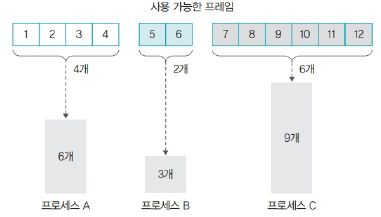 사용 가능한 프레임
1 2 3 4 5 6 7 8 9 10 11 12
4개 2개 6개
6개 3개 9개
프로세스 A 프로세스 B 프로세스 C